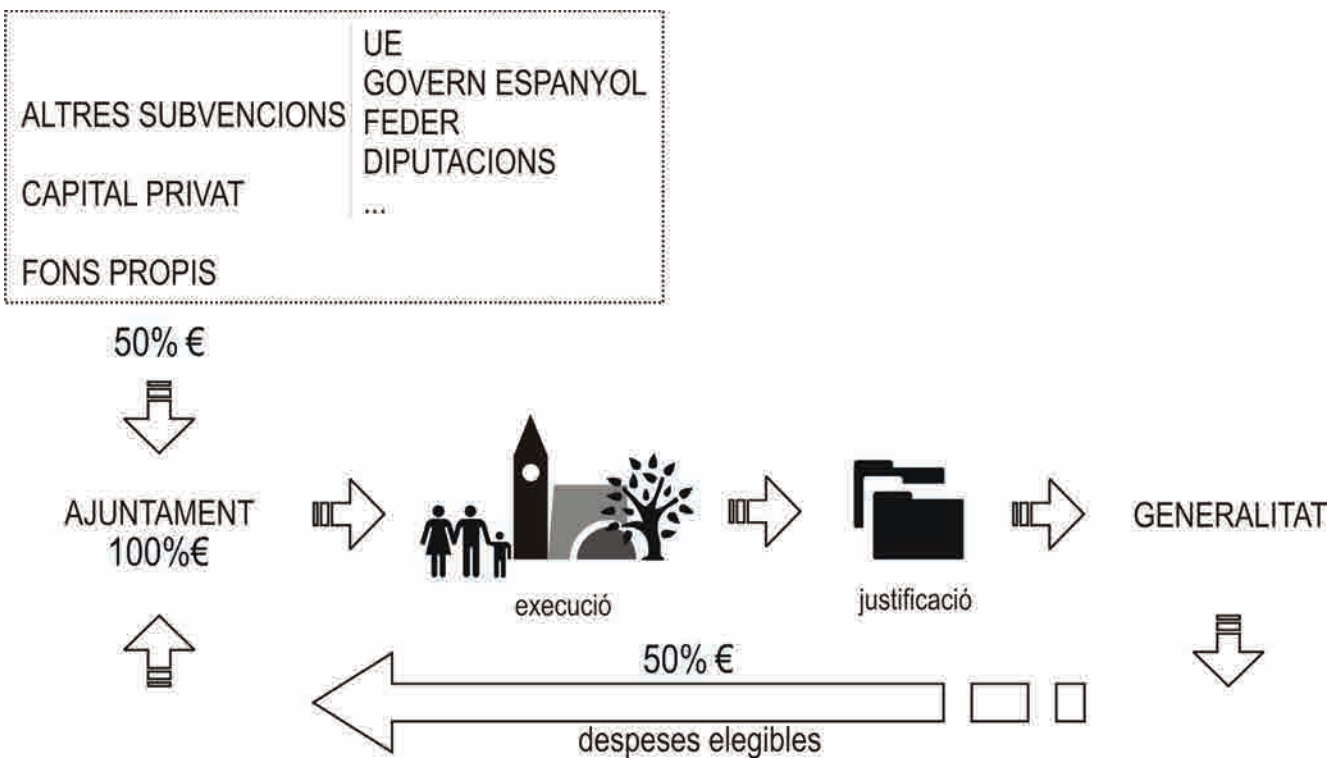 ALTRES SUBVENCIONS
CAPITAL PRIVAT
FONS PROPIS
UE
GOVERN ESPANYOL
FEDER
DIPUTACIONS
...
50% €
AJUNTAMENT
100%€
execució
justificació
GENERALITAT
50% €
despeses elegibles